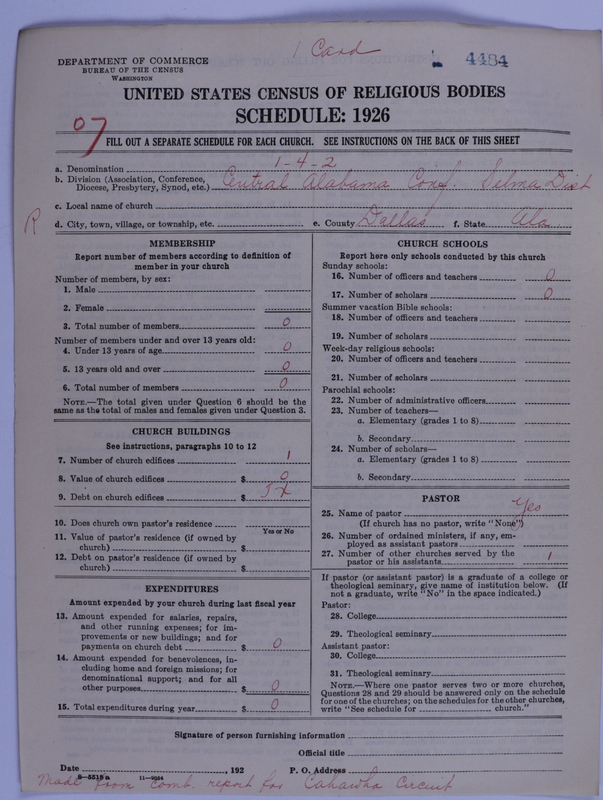 1 Card
4484
DEPARTMENT OF COMMERCE
BUREAU OF THE CENSUS
WASHINGTON
UNITED STATES CENSUS OF RELIGIOUS BODIES
SCHEDULE: 1926
07
FILL OUT A SEPARATE SCHEDULE FOR EACH CHURCH. SEE INSTRUCTIONS ON THE BACK OF THIS SHEET
a. Denomination 1-4-2
b. Division (Association, Conference, Diocese, Presbytery, Synod, etc.) Central Alabama Conf. Selma Dist
c. Local name of church
R
d. City, town, village, or township, etc. e. County Dallas f. State Ala
MEMBERSHIP
Report number of members according to definition of
member in your church
Number of members, by sex:
1. Male
2. Female
3. Total number of members 0
Number of members under and over 13 years old:
4. Under 13 years of age 0
5. 13 years old and over 0
6. Total number of members 0
NOTE.—The total given under Question 6 should be the
same as the total of males and females given under Question 3.
CHURCH BUILDINGS
See instructions, paragraphs 10 to 12
7. Number of church edifices 1
8. Value of church edifices $ 0
9. Debt on church edifices $
10. Does church own pastor's residence
Yes or No
11. Value of pastor's residence (if owned by
church) $
12. Debt on pastor's residence (if owned by
church) $
EXPENDITURES
Amount expended by your church during last fiscal year
13. Amount expended for salaries, repairs,
and other running expenses; for im-
provements or new buildings; and for
payments on church debt $ 0
14. Amount expended for benevolences, in-
cluding home and foreign missions; for
denominational support; and for all
other purposes $ 0
15. Total expenditures during year $ 0
CHURCH SCHOOLS
Report here only schools conducted by this church
Sunday schools:
16. Number of officers and teachers 0
17. Number of scholars 0
Summer vacation Bible schools:
18. Number of officers and teachers
19. Number of scholars
Week-day religious schools:
20. Number of officers and teachers
21. Number of scholars
Parochial schools:
22. Number of administrative officers
23. Number of teachers—
a. Elementary (grades 1 to 8)
b. Secondary
24. Number of scholars—
a. Elementary (grades 1 to 8)
b. Secondary
PASTOR
25. Name of pastor Yes
(If church has no pastor, write "None")
26. Number of ordained ministers, if any, em-
ployed as assistant pastors
27. Number of other churches served by the
pastor or his assistants 1
If pastor (or assistant pastor) is a graduate of a college or
theological seminary, give name of institution below. (If
not a graduate, write "No" in the space indicated.)
Pastor:
28. College
29. Theological seminary
Assistant pastor:
30. College
31. Theological seminary
NOTE.—Where one pastor serves two or more churches,
Questions 28 and 29 should be answered only on the schedule
for one of the churches; on the schedules for the other churches,
write "See schedule for church."
Signature of person furnishing information
Official title
Date , 192 P. O. Address
8—5518a 11—9054
Made from comb. report for Cahawba Circuit